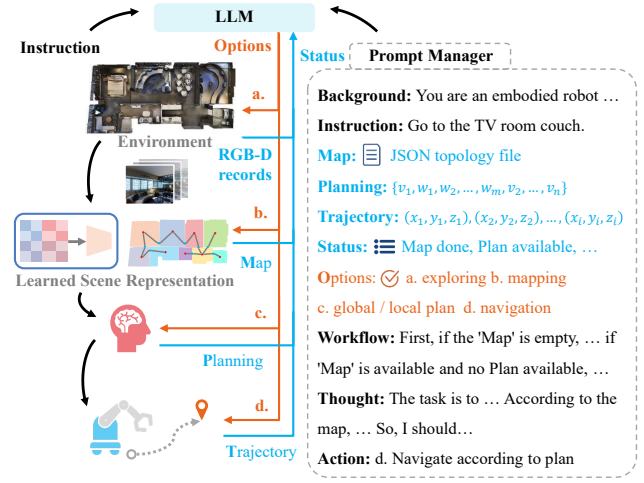 LLM
Instruction
Options
Status
a.
Environment
RGB-D
records
b.
Map
Learned Scene Representation
c.
Planning
d.
Trajectory
Prompt Manager
Background: You are an embodied robot …
Instruction: Go to the TV room couch.
Map: JSON topology file
Planning: {v₁, w₁, w₂, …, wₘ, v₂, …, vₙ}
Trajectory: (x₁, y₁, z₁), (x₂, y₂, z₂), …, (xᵢ, yᵢ, zᵢ)
Status: Map done, Plan available, …
Options: a. exploring b. mapping
c. global / local plan d. navigation
Workflow: First, if the 'Map' is empty, … if
'Map' is available and no Plan available, …
Thought: The task is to … According to the
map, … So, I should…
Action: d. Navigate according to plan